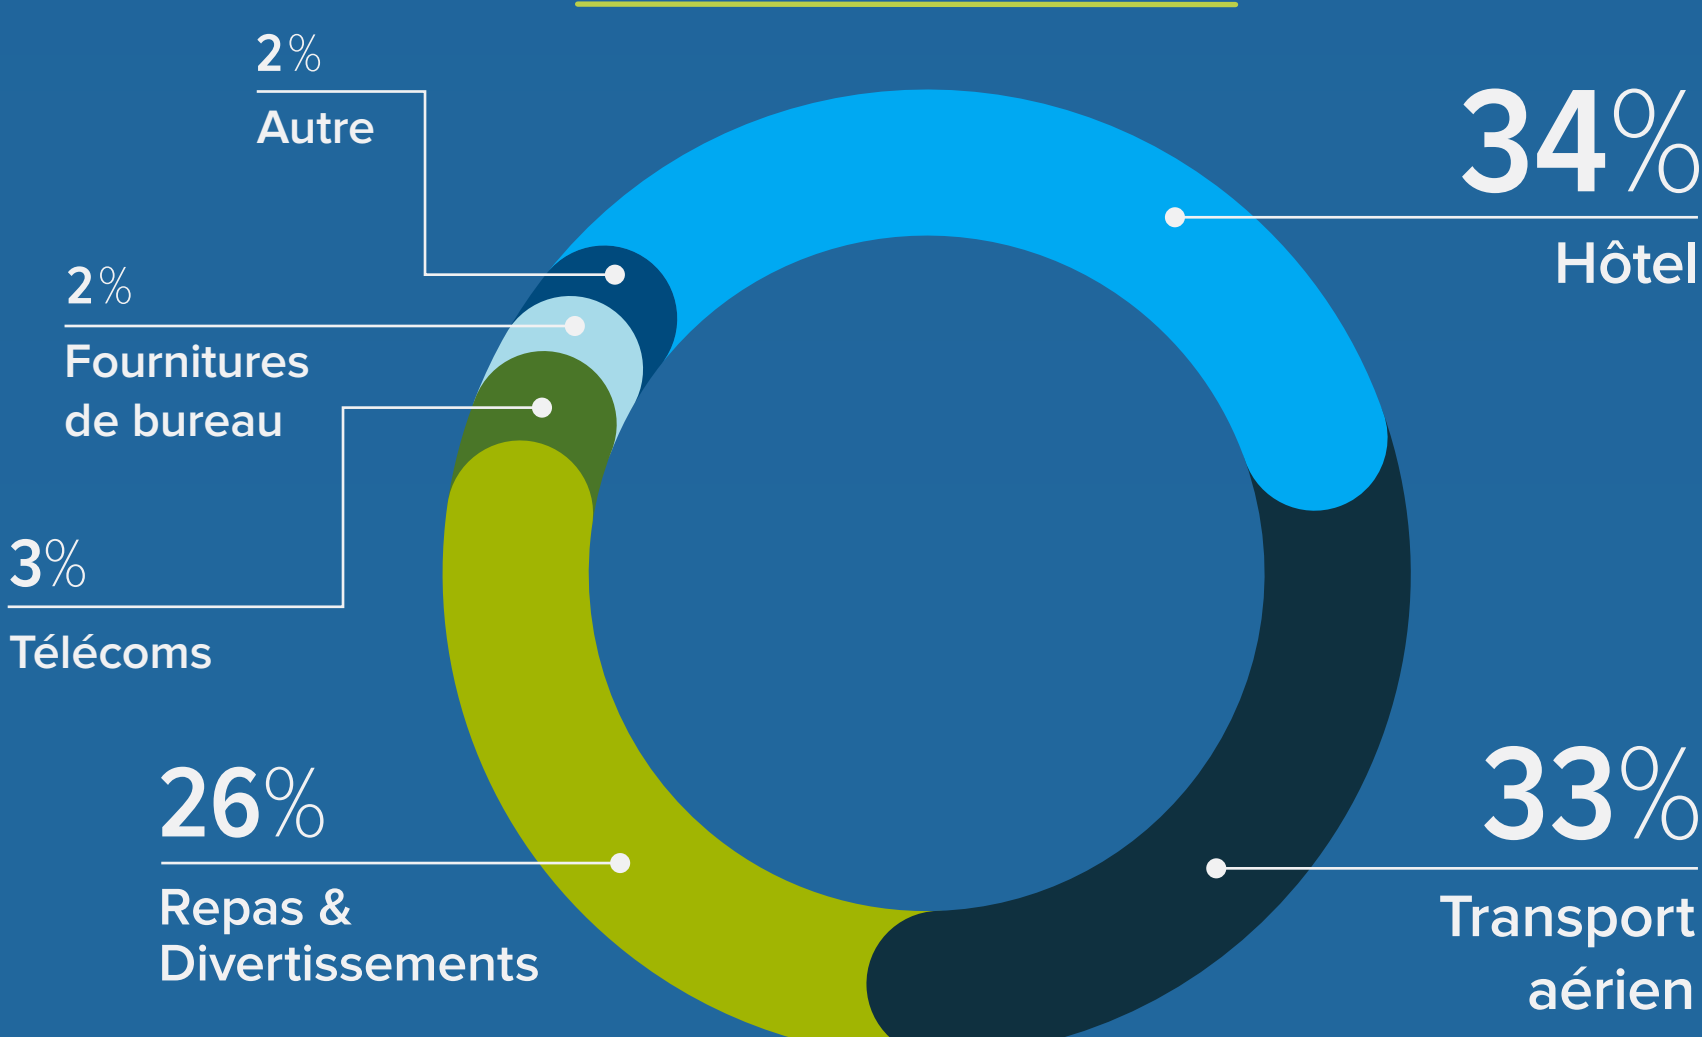 2%
Autre
34%
Hôtel
2%
Fournitures
de bureau
3%
Télécoms
26%
Repas &
Divertissements
33%
Transport
aérien